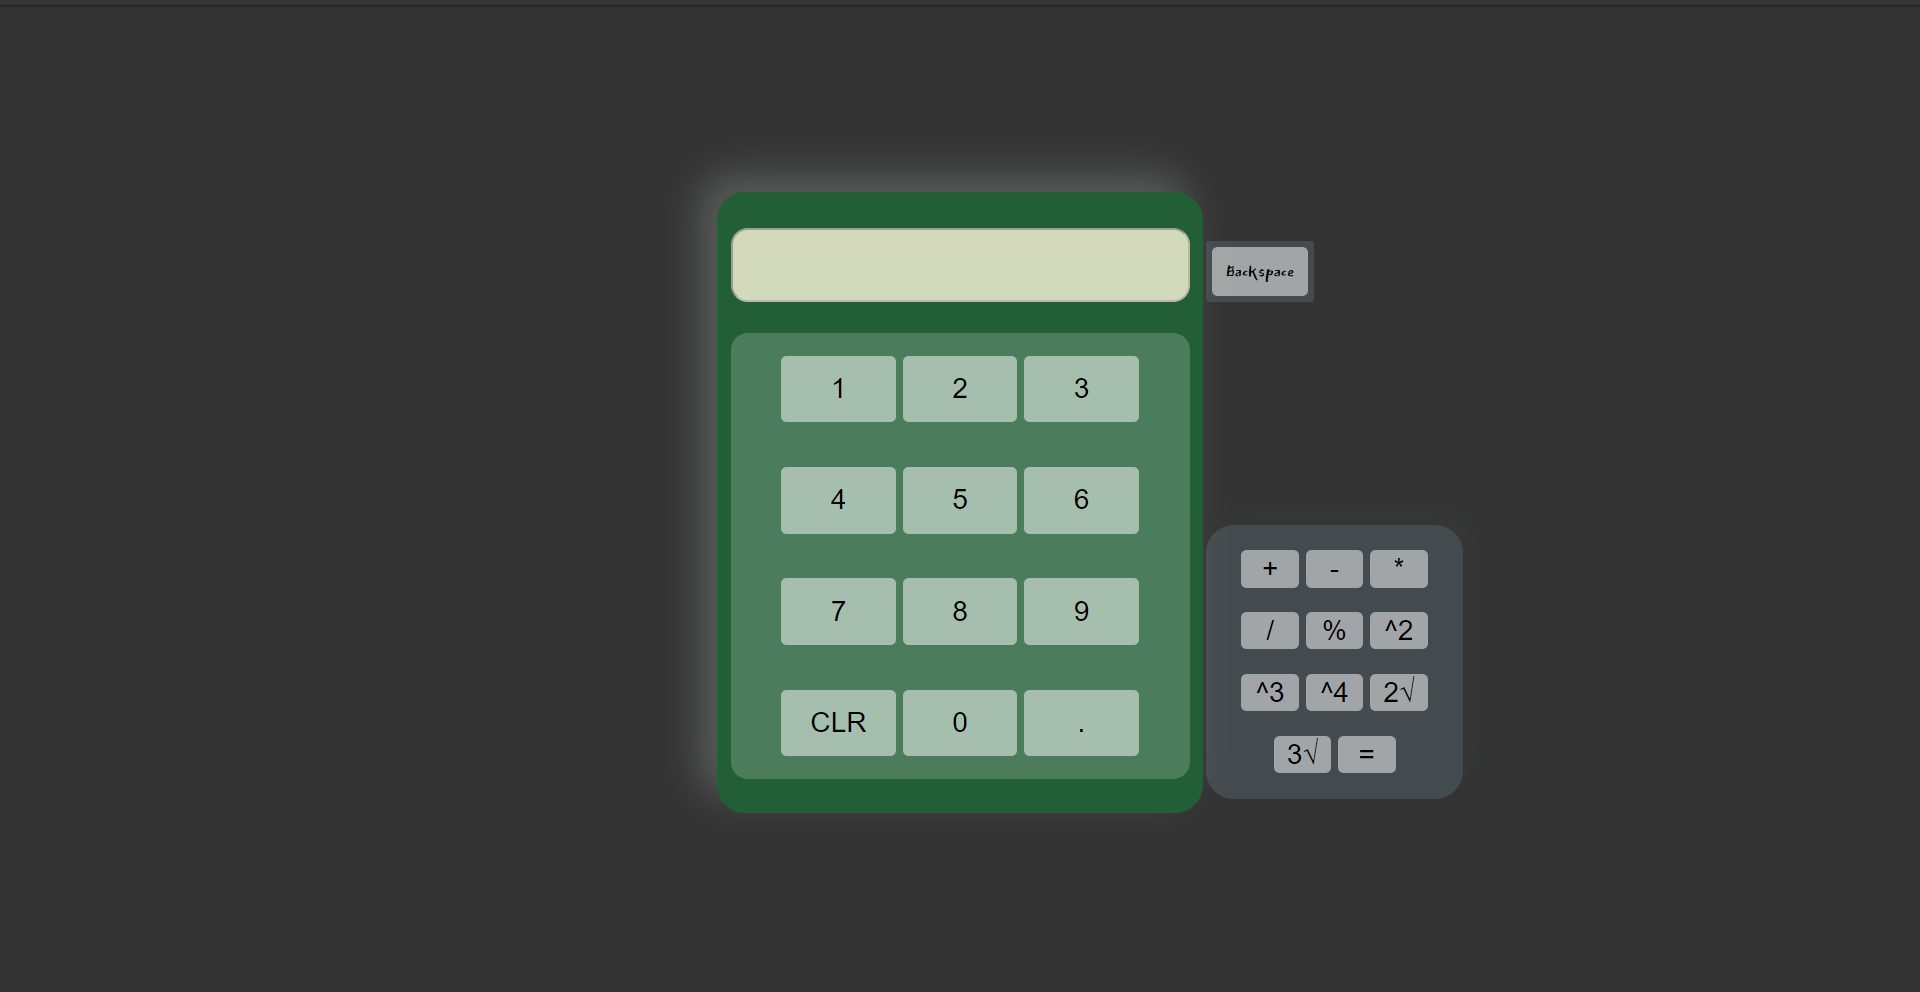 Backspace
1 2 3
4 5 6
7 8 9
CLR 0 .
+ - *
/ % ^2
^3 ^4 2√
3√ =